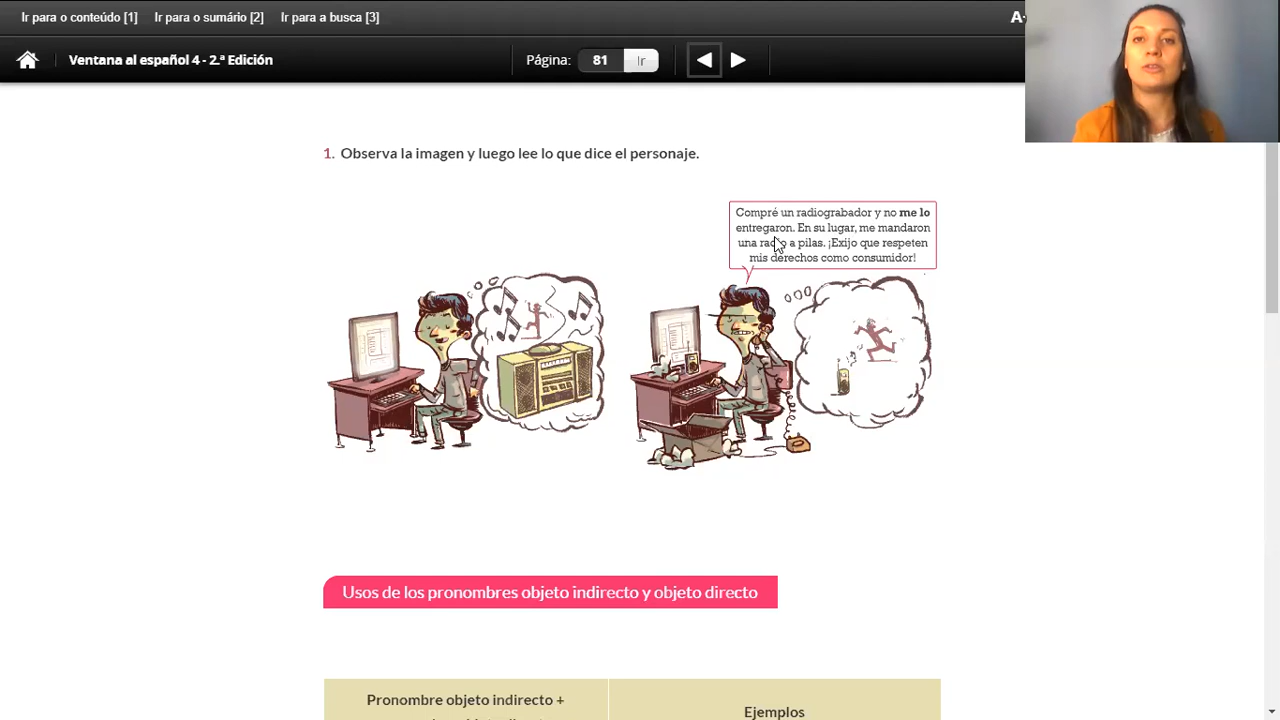 Ir para o conteúdo [1] Ir para o sumário [2] Ir para a busca [3]
A-
Ventana al español 4 - 2.ª Edición
Página: 81 Ir
1. Observa la imagen y luego lee lo que dice el personaje.
Compré un radiograbador y no me lo
entregaron. En su lugar, me mandaron
una radio a pilas. ¡Exijo que respeten
mis derechos como consumidor!
Usos de los pronombres objeto indirecto y objeto directo
Pronombre objeto indirecto +
Ejemplos